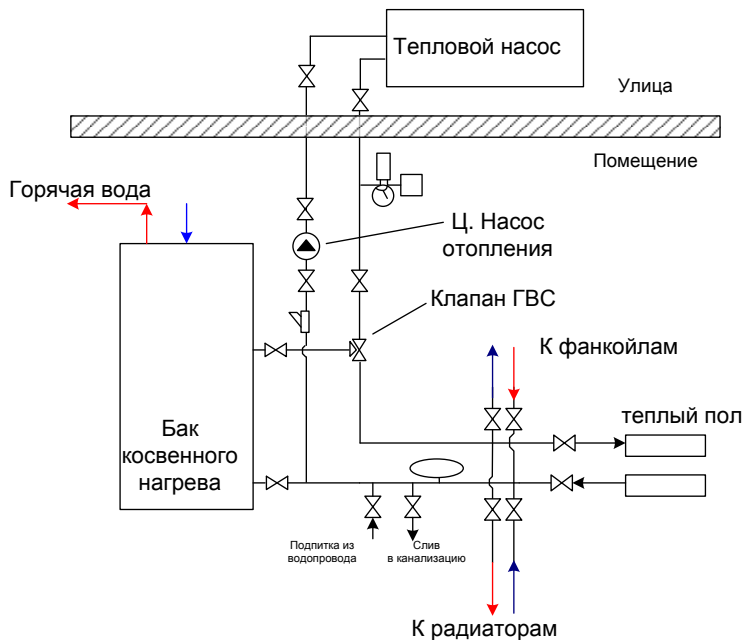 Тепловой насос
Улица
Помещение
Горячая вода
Ц. Насос
отопления
Клапан ГВС
К фанкойлам
теплый пол
Бак
косвенного
нагрева
Подпитка из
водопровода
Слив
в канализацию
К радиаторам